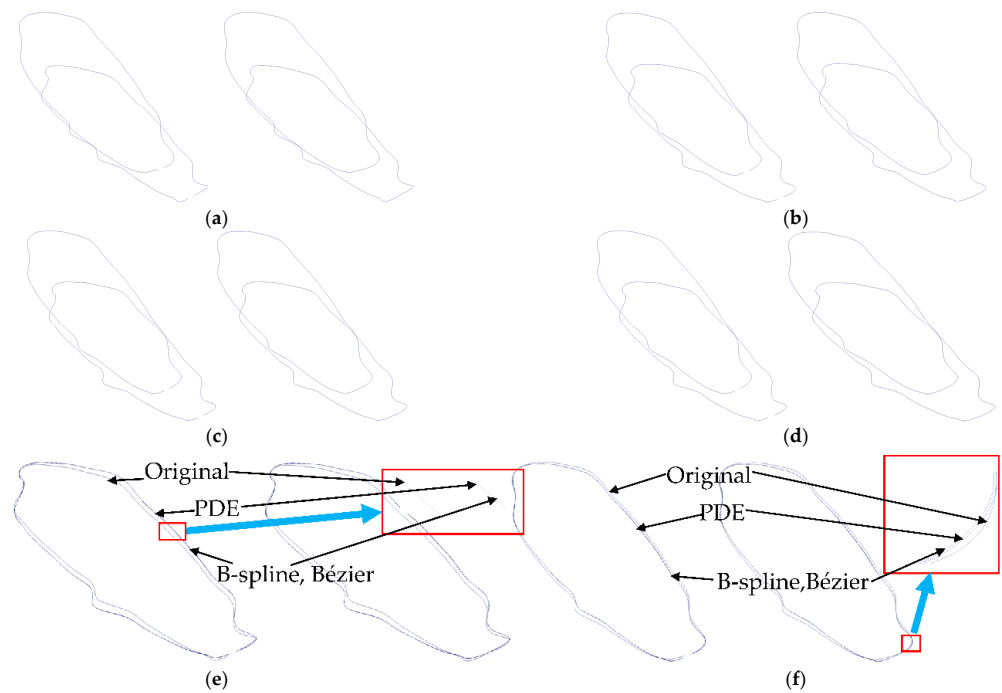 (a)
(b)
(c)
(d)
Original
PDE
B-spline, Bézier
Original
PDE
B-spline,Bézier
(e)
(f)